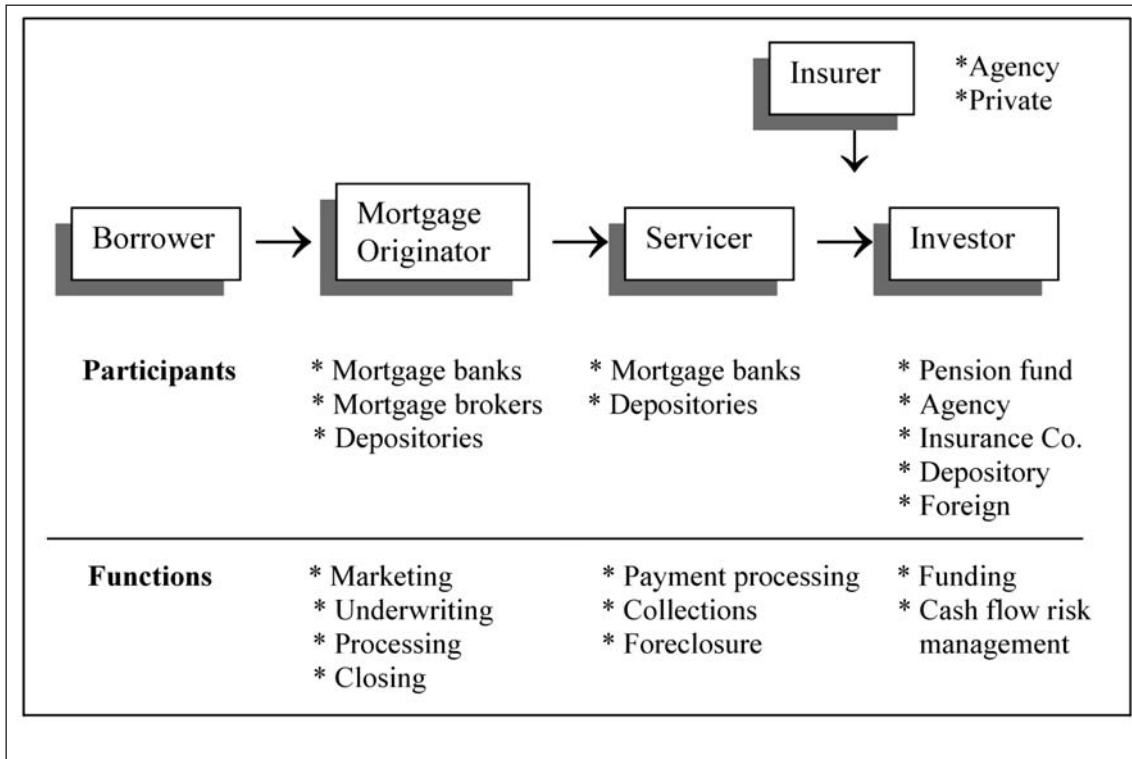 Insurer
*Agency
*Private
Borrower
Mortgage
Originator
Servicer
Investor
Participants
* Mortgage banks
* Mortgage brokers
* Depositories
* Mortgage banks
* Depositories
* Pension fund
* Agency
* Insurance Co.
* Depository
* Foreign
Functions
* Marketing
* Underwriting
* Processing
* Closing
* Payment processing
* Collections
* Foreclosure
* Funding
* Cash flow risk
management